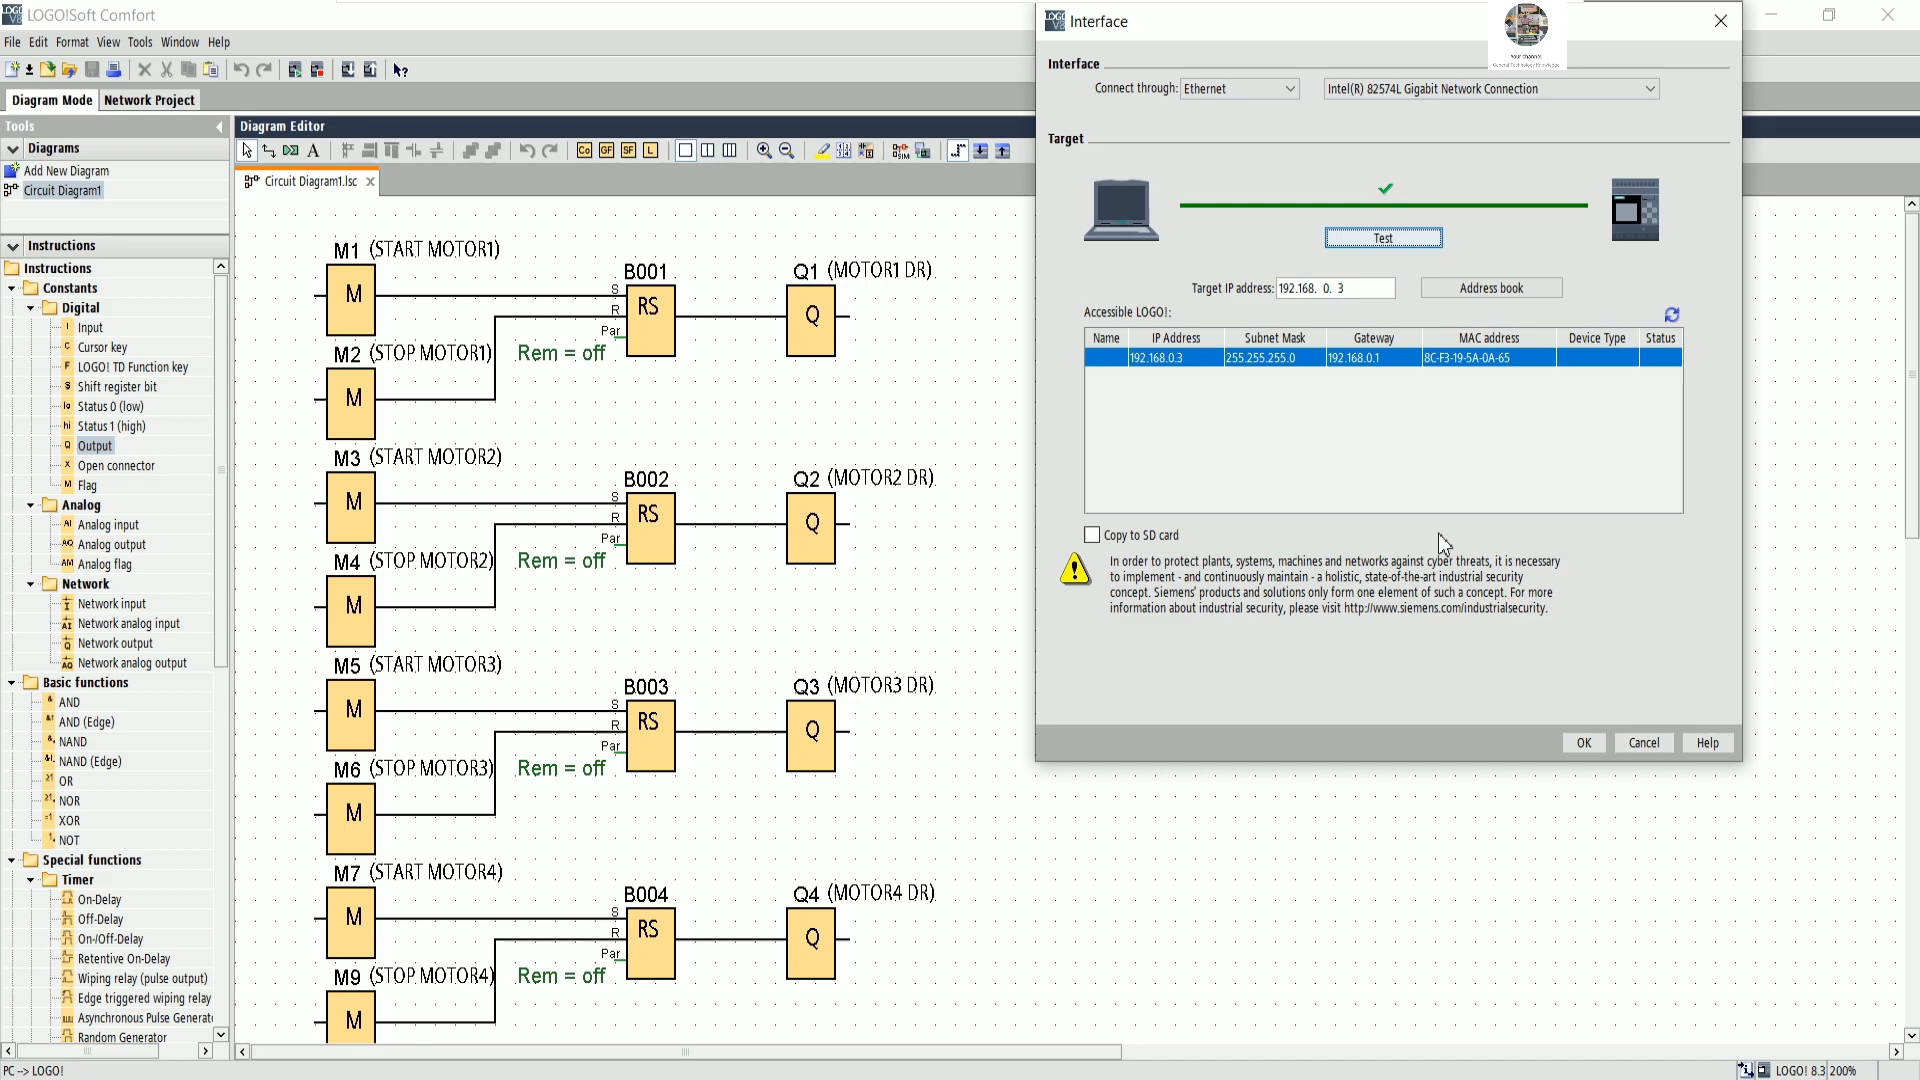 LOGO!Soft Comfort
File Edit Format View Tools Window Help
Diagram Mode
Network Project
Tools
Diagrams
Add New Diagram
Circuit Diagram1
Instructions
Instructions
Constants
Digital
Input
Cursor key
LOGO! TD Function key
Shift register bit
Status 0 (low)
Status 1 (high)
Output
Open connector
Flag
Analog
Analog input
Analog output
Analog flag
Network
Network input
Network analog input
Network output
Network analog output
Basic functions
AND
AND (Edge)
NAND
NAND (Edge)
OR
NOR
XOR
NOT
Special functions
Timer
On-Delay
Off-Delay
On-/Off-Delay
Retentive On-Delay
Wiping relay (pulse output)
Edge triggered wiping relay
Asynchronous Pulse Generat
Random Generator
Diagram Editor
Circuit Diagram1.lsc
M1 (START MOTOR1)
M
B001
S
R
Par
RS
Q1 (MOTOR1 DR)
Q
M2 (STOP MOTOR1)
Rem = off
M
M3 (START MOTOR2)
M
B002
S
R
Par
RS
Q2 (MOTOR2 DR)
Q
M4 (STOP MOTOR2)
Rem = off
M
M5 (START MOTOR3)
M
B003
S
R
Par
RS
Q3 (MOTOR3 DR)
Q
M6 (STOP MOTOR3)
Rem = off
M
M7 (START MOTOR4)
M
B004
S
R
Par
RS
Q4 (MOTOR4 DR)
Q
M9 (STOP MOTOR4)
Rem = off
M
Interface
Your channel
General Technology Knowledge
Interface
Connect through: Ethernet
Intel(R) 82574L Gigabit Network Connection
Target
Test
Target IP address: 192.168. 0. 3
Address book
Accessible LOGO!:
Name IP Address Subnet Mask Gateway MAC address Device Type Status
192.168.0.3 255.255.255.0 192.168.0.1 8C-F3-19-5A-0A-65
Copy to SD card
In order to protect plants, systems, machines and networks against cyber threats, it is necessary
to implement - and continuously maintain - a holistic, state-of-the-art industrial security
concept. Siemens' products and solutions only form one element of such a concept. For more
information about industrial security, please visit http://www.siemens.com/industrialsecurity.
OK
Cancel
Help
PC --> LOGO!
LOGO! 8.3 200%